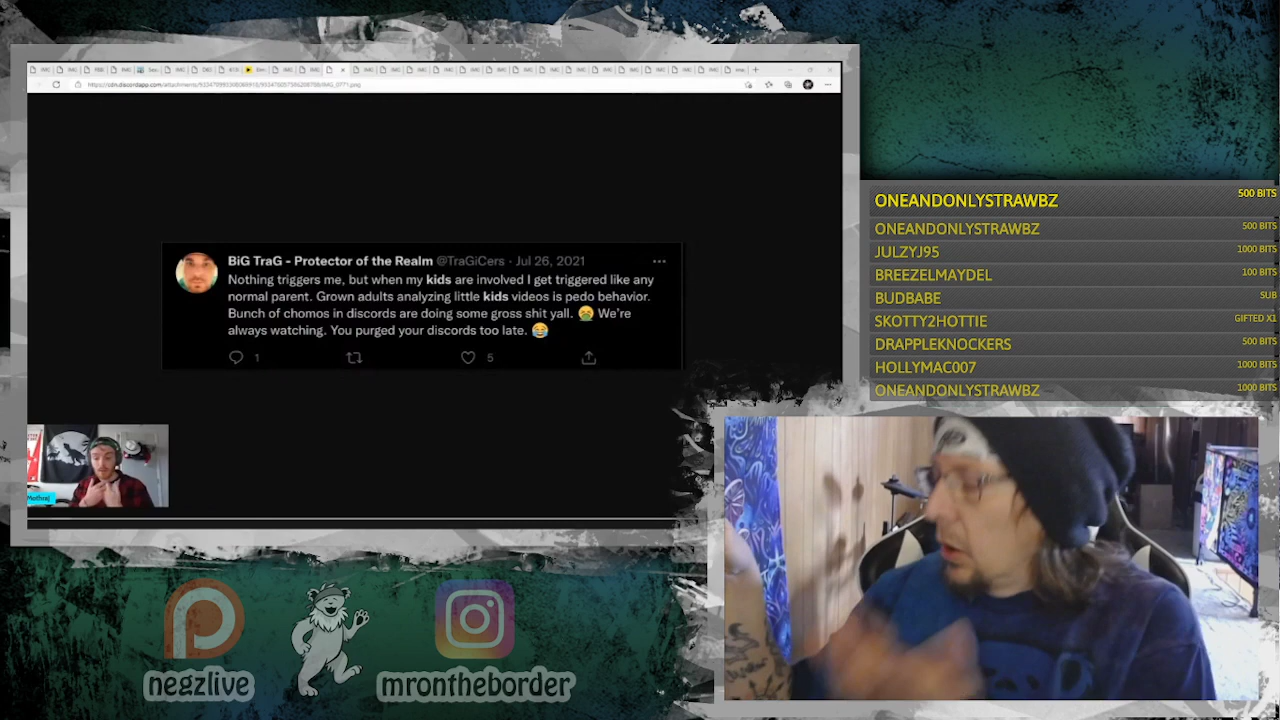 BiG TraG - Protector of the Realm @TraGiCers · Jul 26, 2021
Nothing triggers me, but when my kids are involved I get triggered like any
normal parent. Grown adults analyzing little kids videos is pedo behavior.
Bunch of chomos in discords are doing some gross shit yall. 🤮 We're
always watching. You purged your discords too late. 😂
1
5
ONEANDONLYSTRAWBZ 500 BITS
ONEANDONLYSTRAWBZ 500 BITS
JULZYJ95 1000 BITS
BREEZELMAYDEL 100 BITS
BUDBABE SUB
SKOTTY2HOTTIE GIFTED X1
DRAPPLEKNOCKERS 500 BITS
HOLLYMAC007 1000 BITS
ONEANDONLYSTRAWBZ 1000 BITS
negzlive
mrontheborder